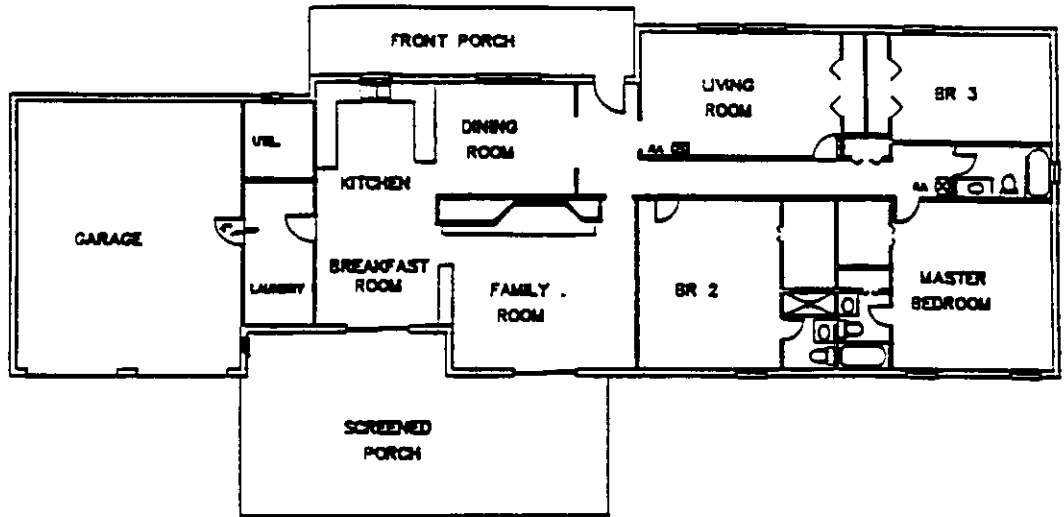 FRONT PORCH
LIVING
ROOM
BR 3
DINING
ROOM
UTIL.
KITCHEN
GARAGE
BREAKFAST
ROOM
LAUNDRY
FAMILY .
ROOM
BR 2
MASTER
BEDROOM
SCREENED
PORCH